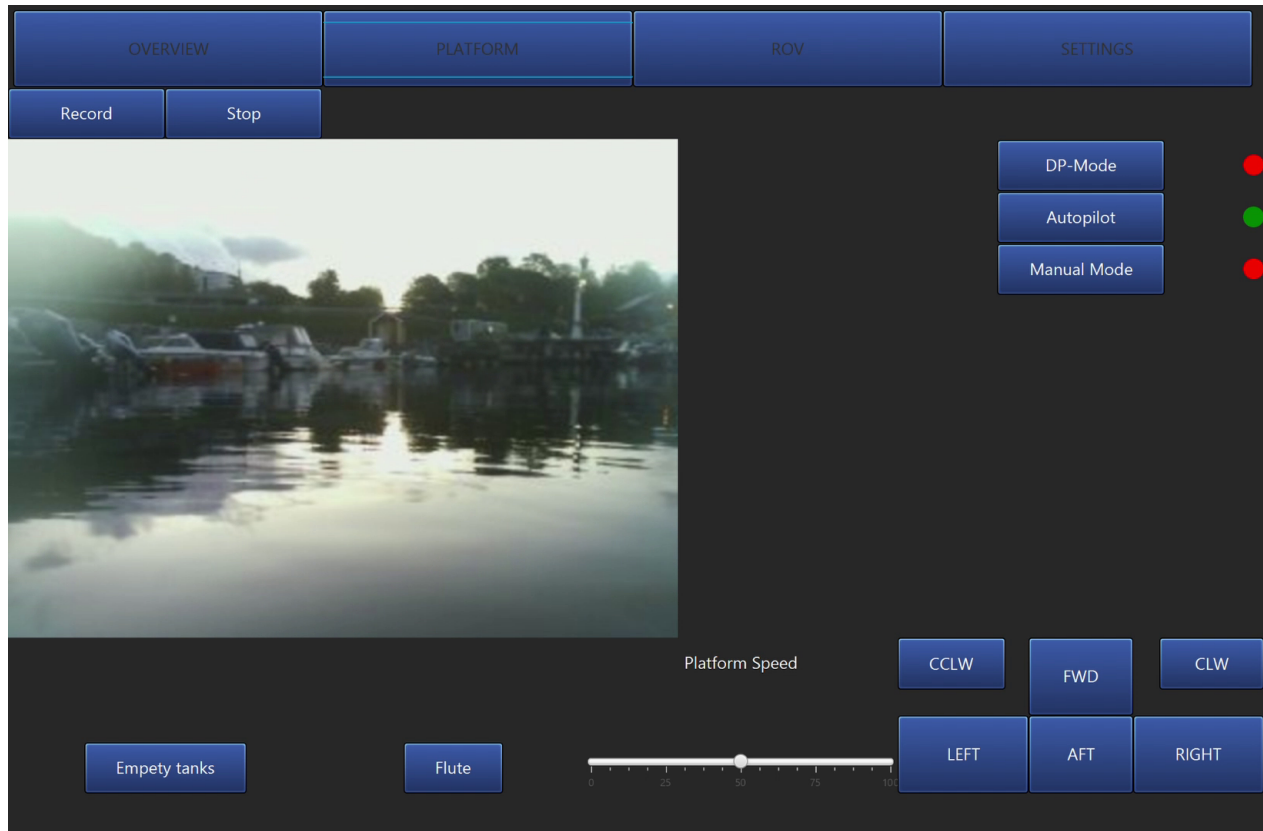 OVERVIEW PLATFORM ROV SETTINGS
Record Stop
DP-Mode
Autopilot
Manual Mode
Platform Speed CCLW FWD CLW
Empety tanks Flute LEFT AFT RIGHT
0 25 50 75 100